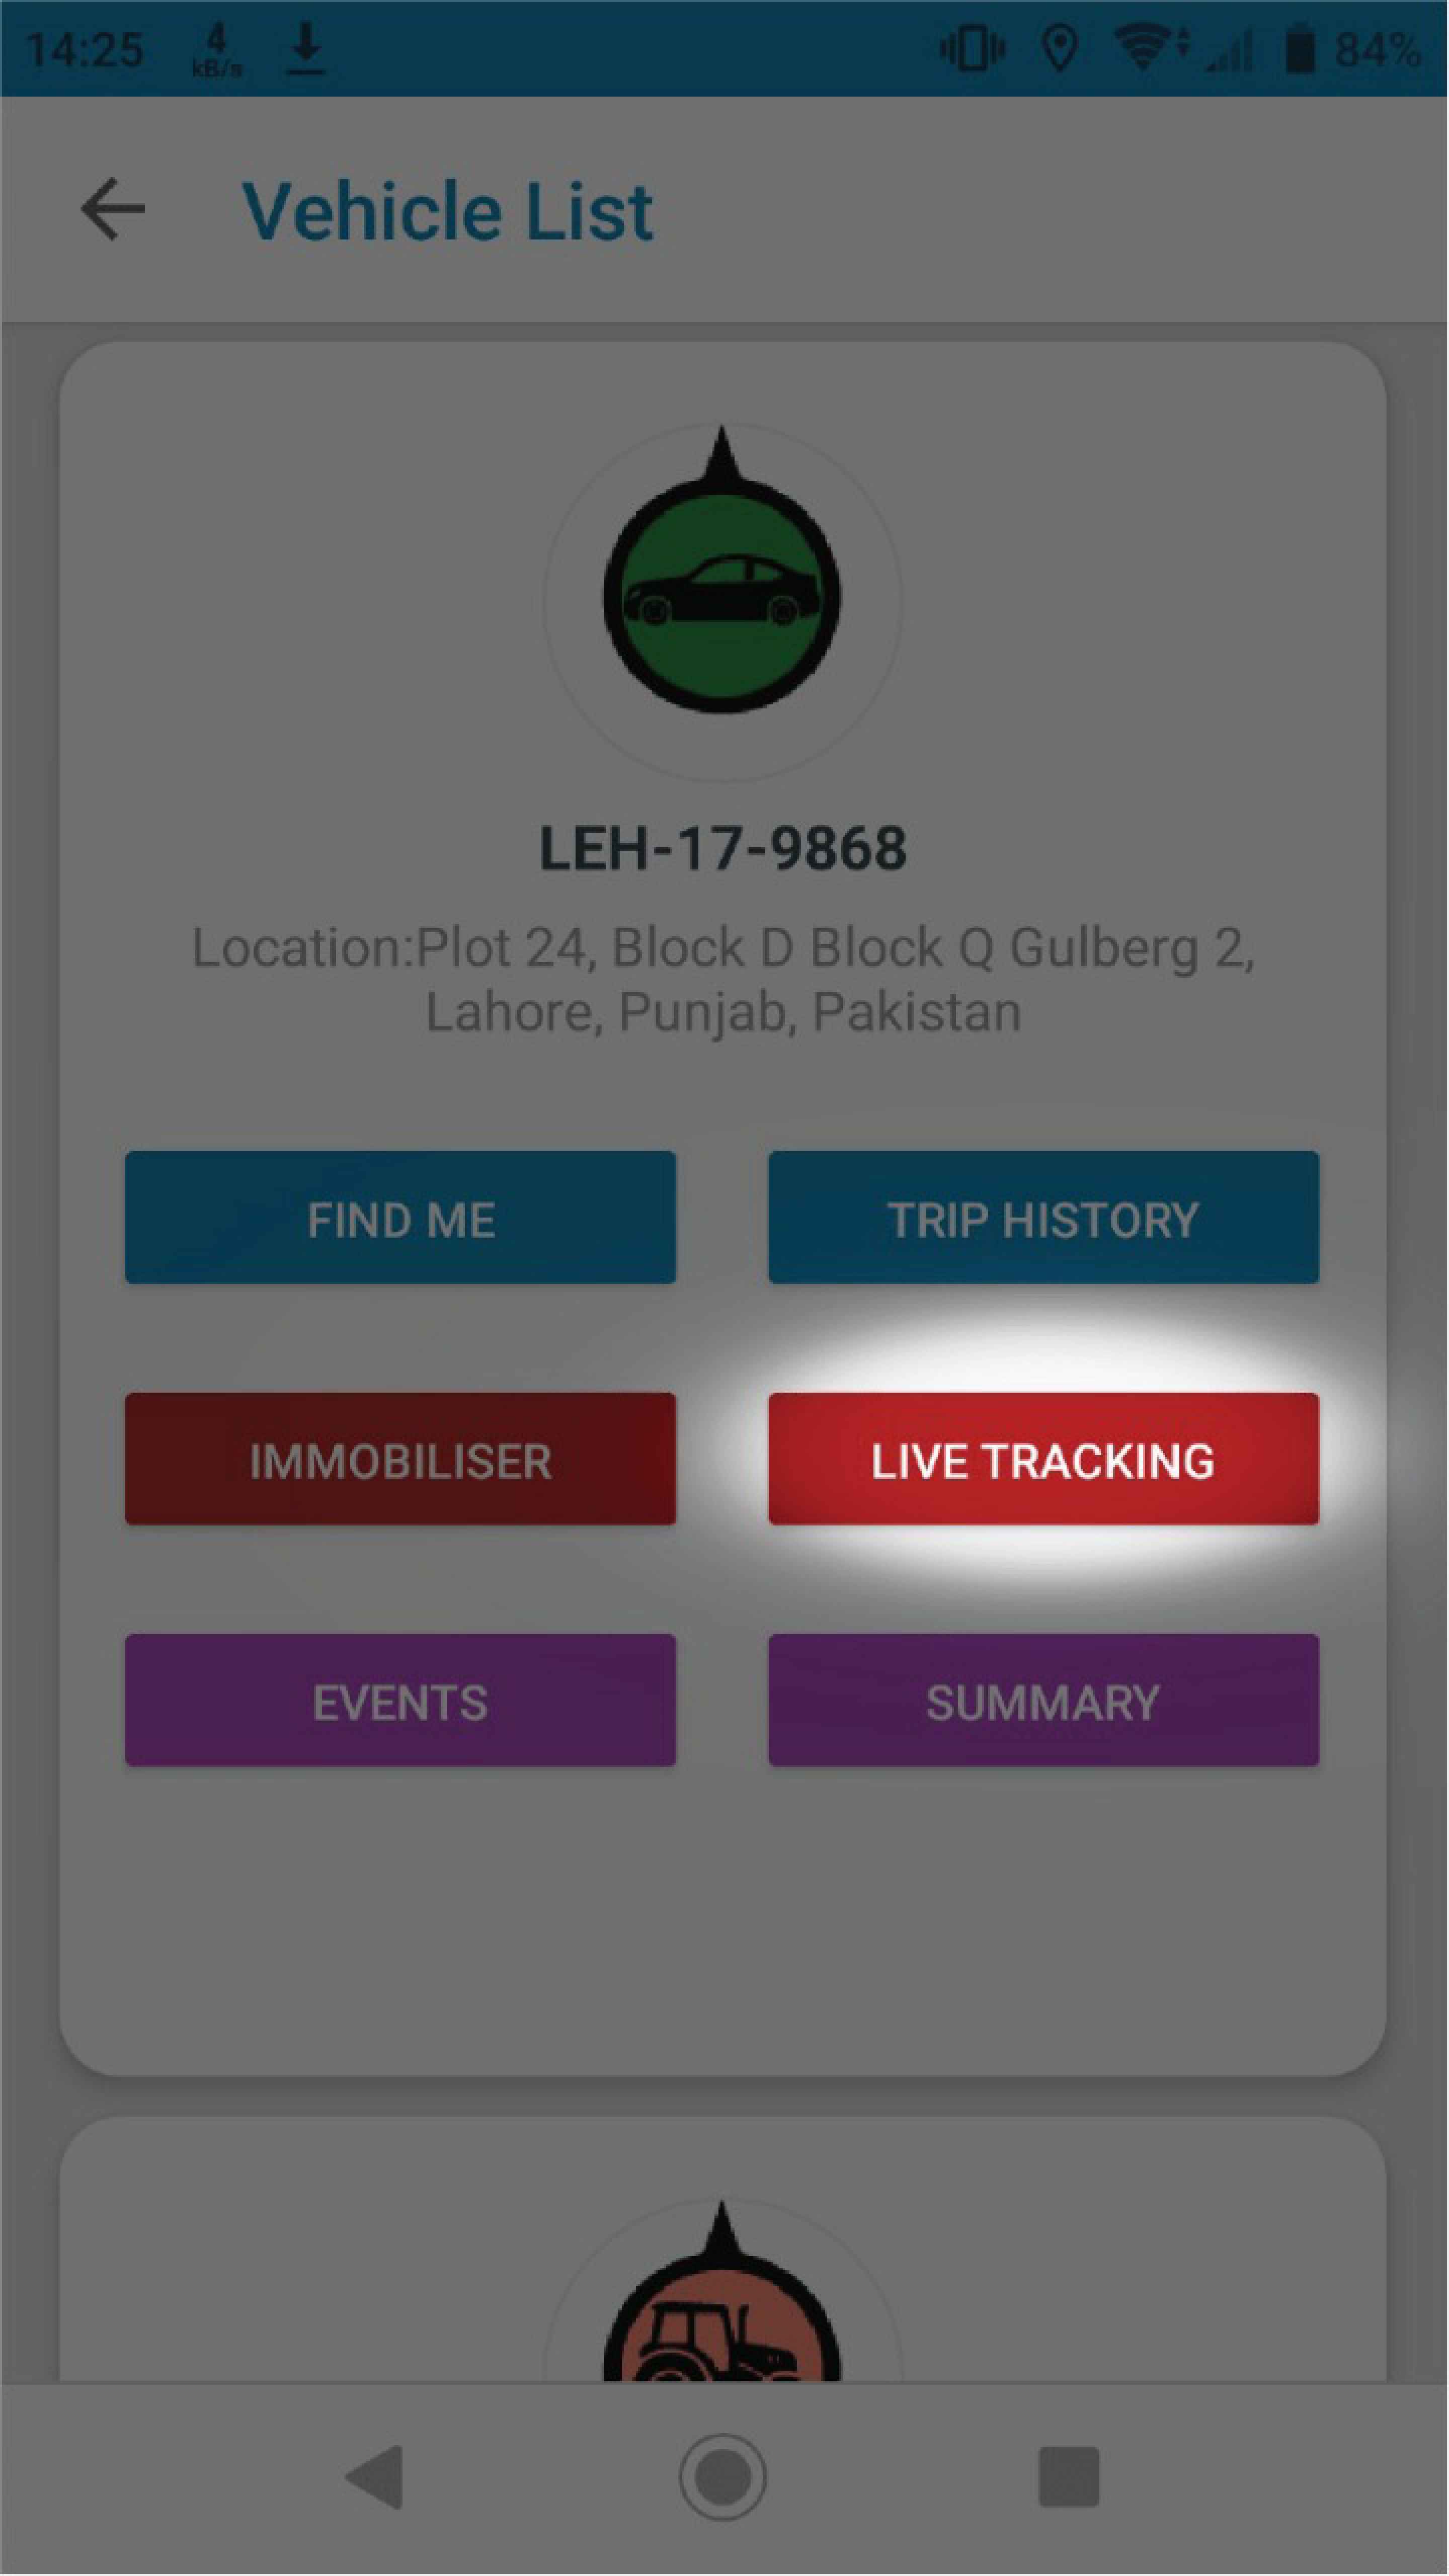 14:25 4 kB/s 84%
Vehicle List
LEH-17-9868
Location:Plot 24, Block D Block Q Gulberg 2,
Lahore, Punjab, Pakistan
FIND ME TRIP HISTORY
IMMOBILISER LIVE TRACKING
EVENTS SUMMARY